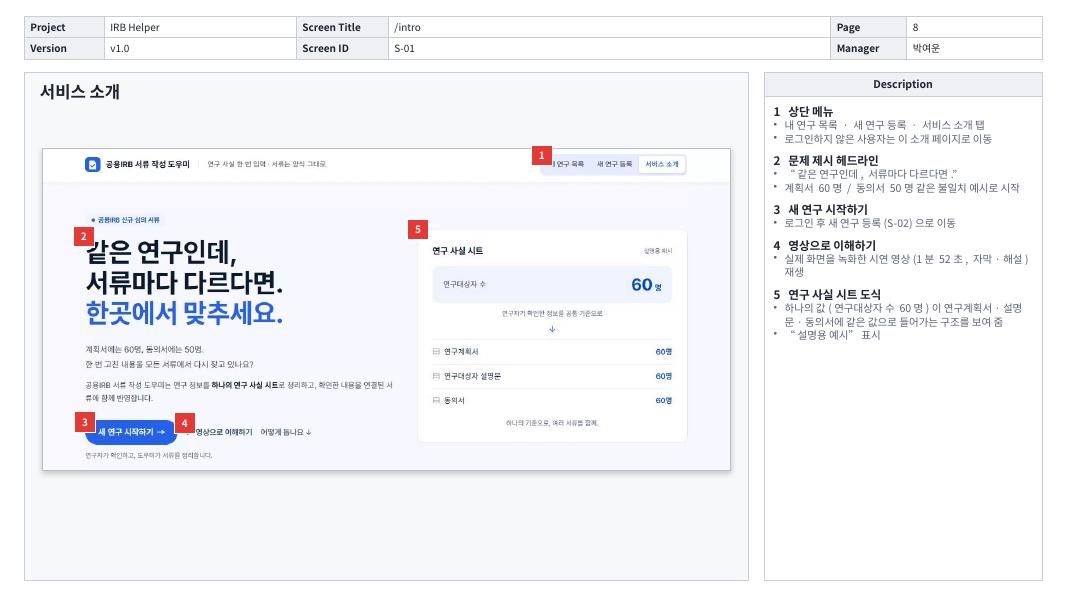 Project IRB Helper Screen Title /intro Page 8
Version v1.0 Screen ID S-01 Manager 박여운
서비스 소개
공용IRB 서류 작성 도우미 연구 사실 한 번 입력 · 서류는 양식 그대로
1 내 연구 목록 새 연구 등록 서비스 소개
공용IRB 신규 심의 서류
2
같은 연구인데,
서류마다 다르다면.
한곳에서 맞추세요.
계획서에는 60명, 동의서에는 50명.
한 번 고친 내용을 모든 서류에서 다시 찾고 있나요?
공용IRB 서류 작성 도우미는 연구 정보를 하나의 연구 사실 시트로 정리하고, 확인한 내용을 연결된 서
류에 함께 반영합니다.
3 새 연구 시작하기 → 4 영상으로 이해하기 어떻게 돕나요 ↓
연구자가 확인하고, 도우미가 서류를 정리합니다.
5
연구 사실 시트 설명용 예시
연구대상자 수 60 명
연구자가 확인한 정보를 공통 기준으로
↓
연구계획서 60명
연구대상자 설명문 60명
동의서 60명
하나의 기준으로, 여러 서류를 함께.
Description
1 상단 메뉴
• 내 연구 목록 · 새 연구 등록 · 서비스 소개 탭
• 로그인하지 않은 사용자는 이 소개 페이지로 이동
2 문제 제시 헤드라인
• “ 같은 연구인데 , 서류마다 다르다면 .”
• 계획서 60 명 / 동의서 50 명 같은 불일치 예시로 시작
3 새 연구 시작하기
• 로그인 후 새 연구 등록 (S-02) 으로 이동
4 영상으로 이해하기
• 실제 화면을 녹화한 시연 영상 (1 분 52 초 , 자막 · 해설 )
재생
5 연구 사실 시트 도식
• 하나의 값 ( 연구대상자 수 60 명 ) 이 연구계획서 · 설명
문 · 동의서에 같은 값으로 들어가는 구조를 보여 줌
• “ 설명용 예시” 표시